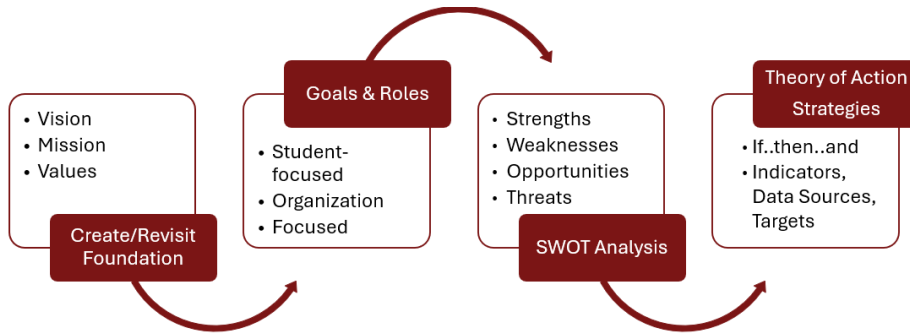 • Vision
• Mission
• Values
Create/Revisit
Foundation
Goals & Roles
• Student-
focused
• Organization
• Focused
• Strengths
• Weaknesses
• Opportunities
• Threats
SWOT Analysis
Theory of Action
Strategies
• If..then..and
• Indicators,
Data Sources,
Targets